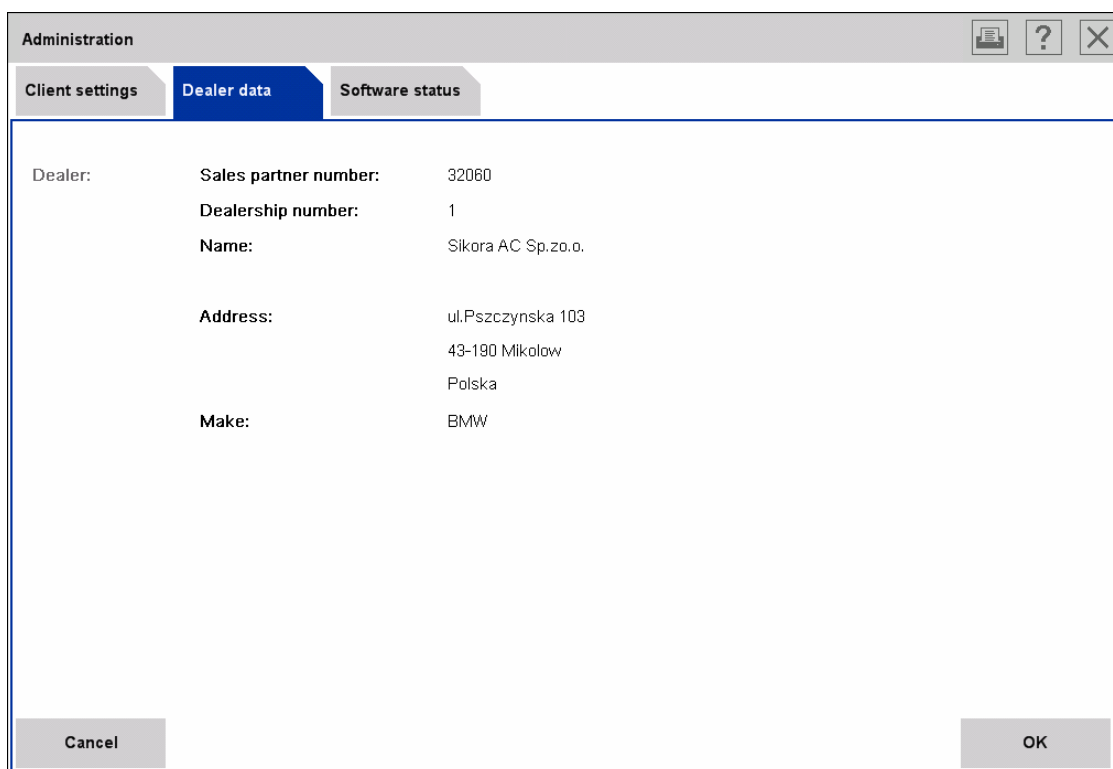 Administration
?
Client settings Dealer data Software status
Dealer: Sales partner number: 32060
Dealership number: 1
Name: Sikora AC Sp.zo.o.
Address: ul.Pszczynska 103
43-190 Mikolow
Polska
Make: BMW
Cancel OK